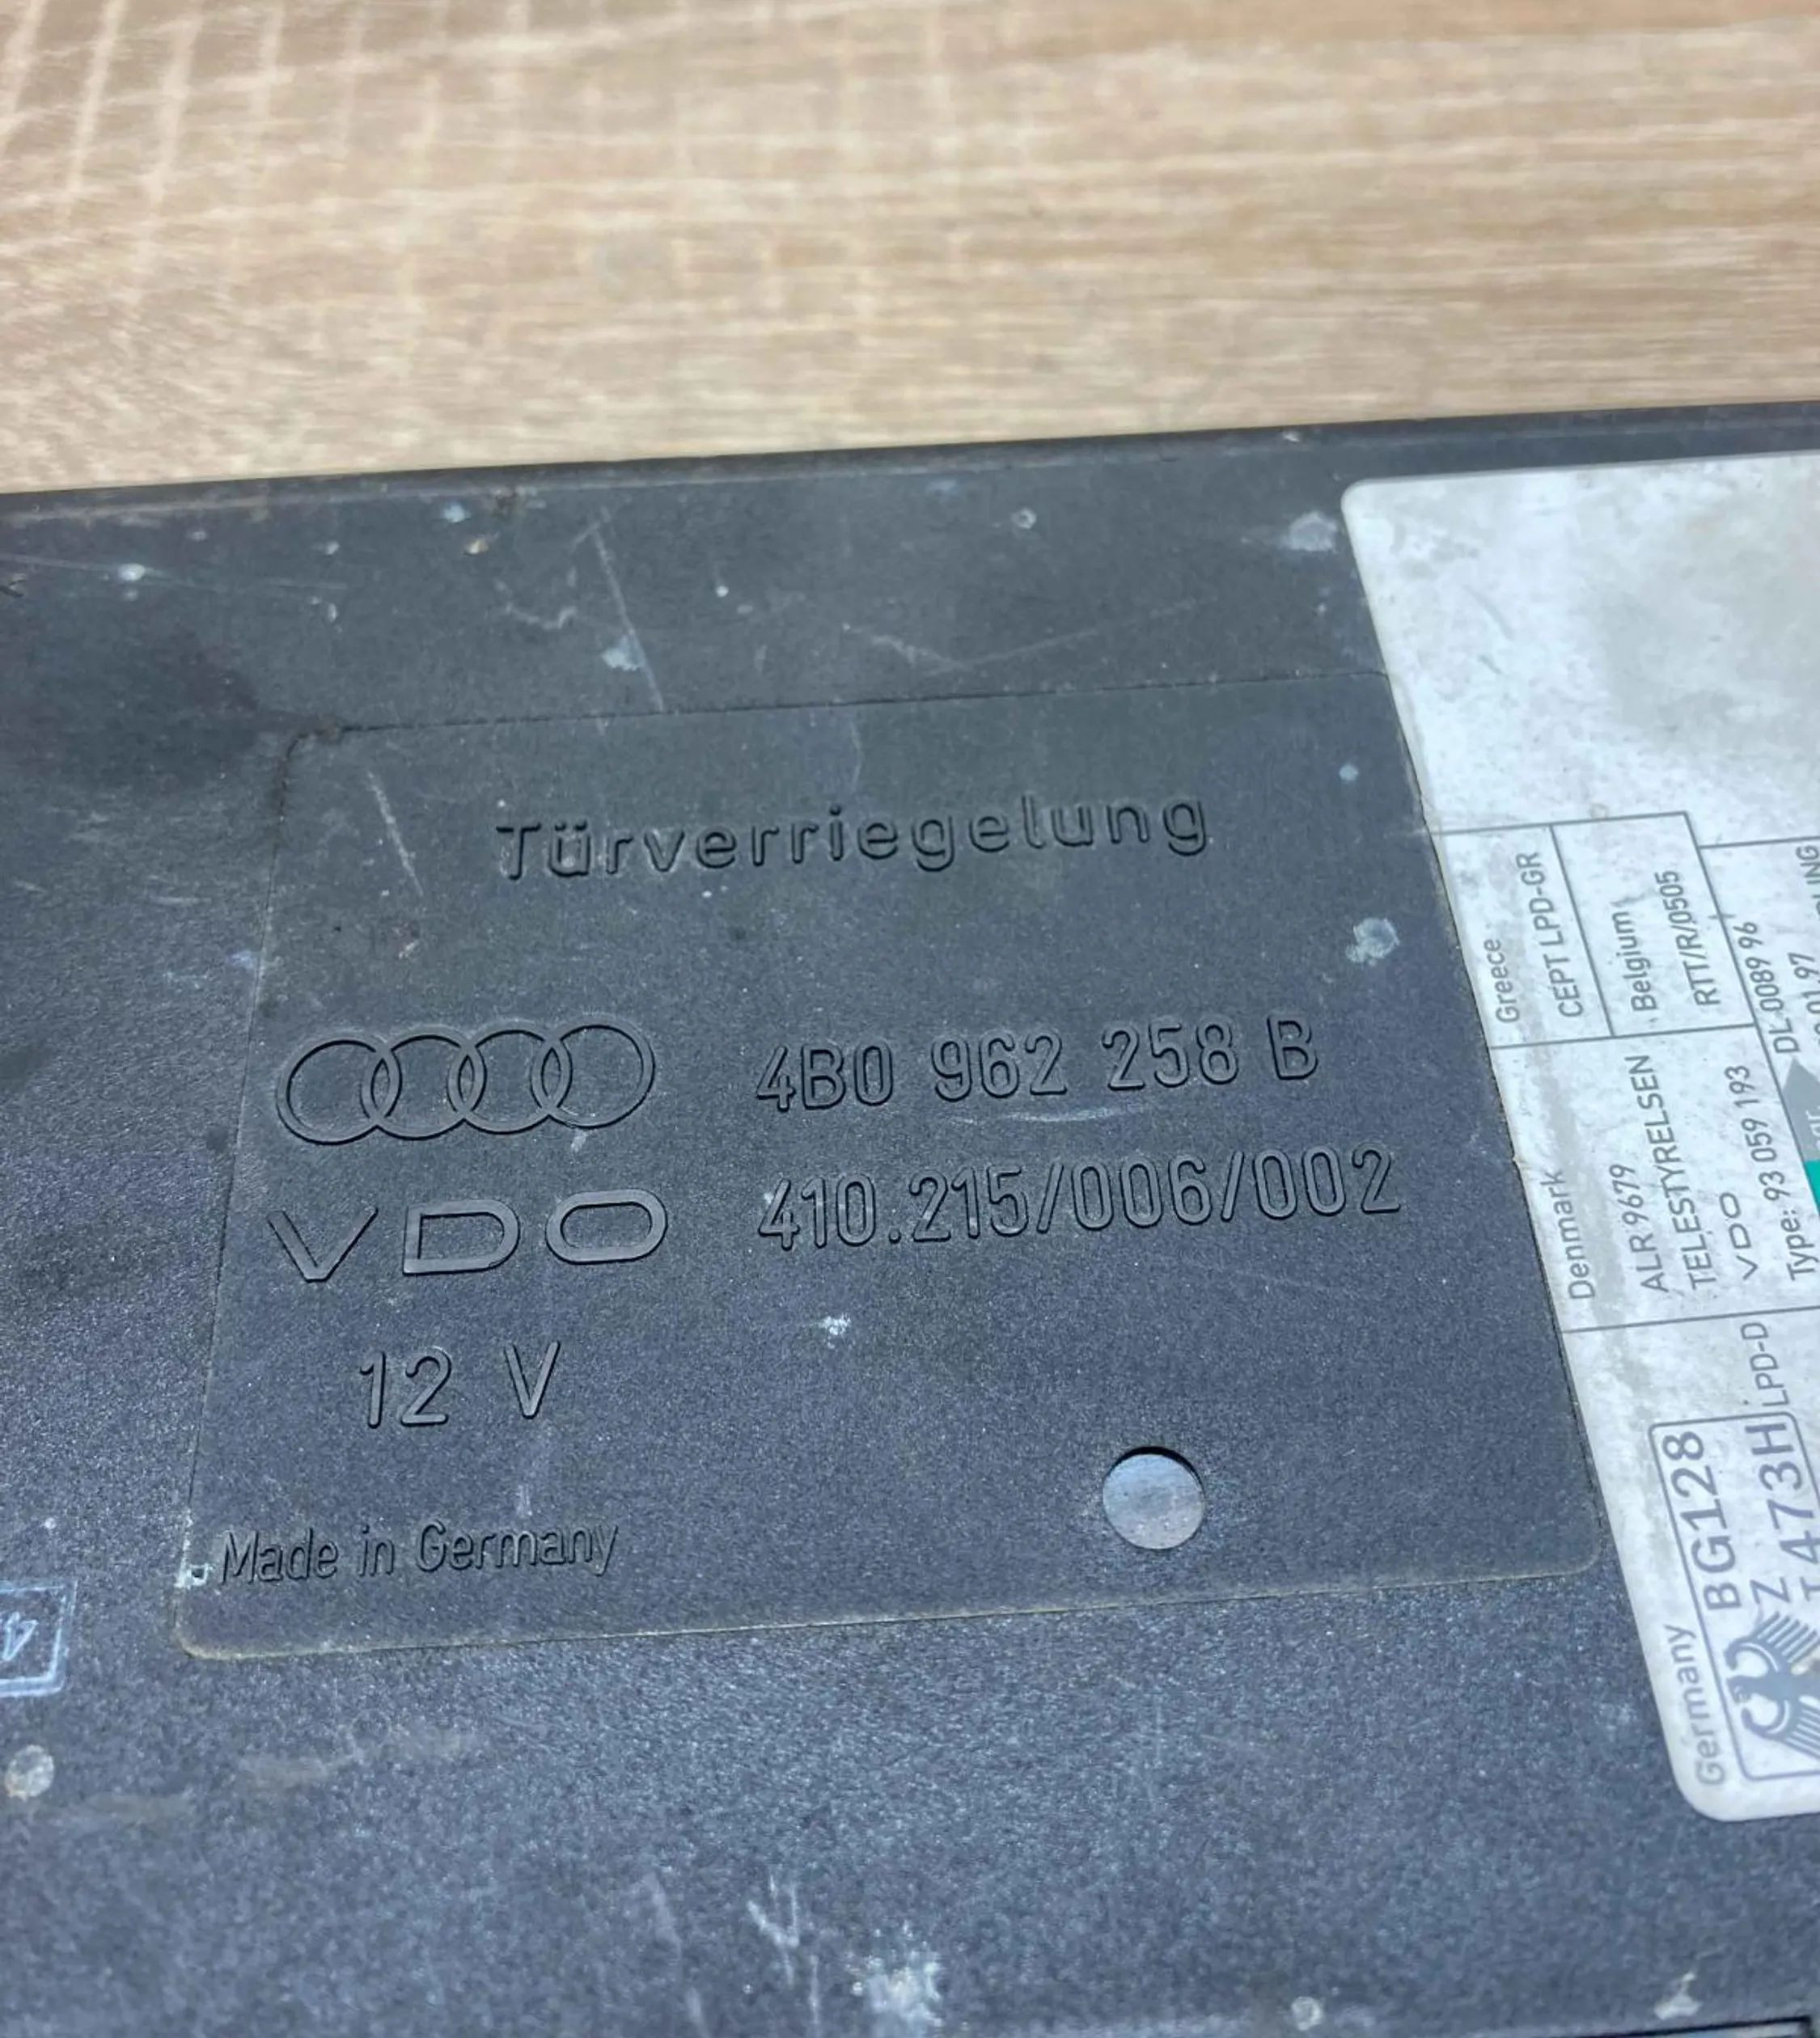 Türverriegelung
4B0 962 258 B
VDO 410.215/006/002
12 V
Made in Germany
Greece
CEPT LPD-GR
Belgium
RTT/R/0505
Denmark
ALR 9679
TELESTYRELSEN
VDO
Type: 93 059 193
DL 0089 96
Germany
BG128
Z473H
LPD-D